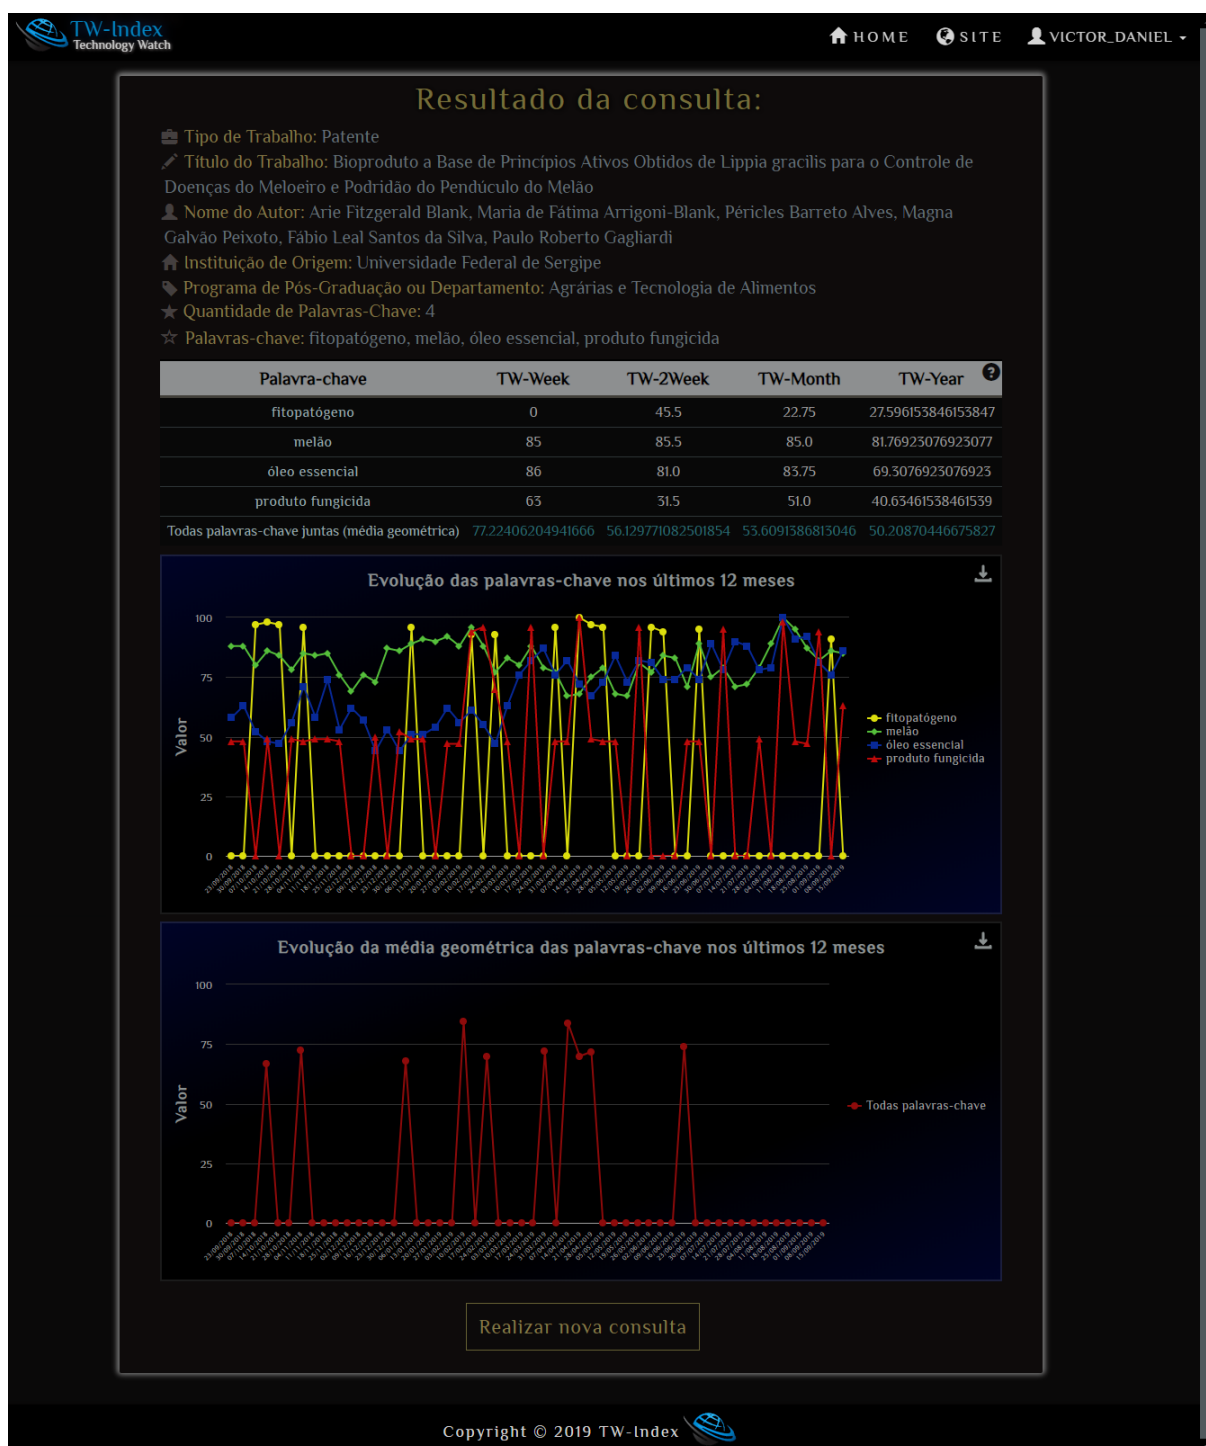 TW-Index
Technology Watch
HOME
SITE
VICTOR_DANIEL
Resultado da consulta:
Tipo de Trabalho: Patente
Título do Trabalho: Bioproduto a Base de Princípios Ativos Obtidos de Lippia gracilis para o Controle de
Doenças do Meloeiro e Podridão do Pendúculo do Melão
Nome do Autor: Arie Fitzgerald Blank, Maria de Fátima Arrigoni-Blank, Péricles Barreto Alves, Magna
Galvão Peixoto, Fábio Leal Santos da Silva, Paulo Roberto Gagliardi
Instituição de Origem: Universidade Federal de Sergipe
Programa de Pós-Graduação ou Departamento: Agrárias e Tecnologia de Alimentos
Quantidade de Palavras-Chave: 4
Palavras-chave: fitopatógeno, melão, óleo essencial, produto fungicida
Palavra-chave TW-Week TW-2Week TW-Month TW-Year
fitopatógeno 0 45.5 22.75 27.596153846153847
melão 85 85.5 85.0 81.76923076923077
óleo essencial 86 81.0 83.75 69.3076923076923
produto fungicida 63 31.5 51.0 40.63461538461539
Todas palavras-chave juntas (média geométrica) 77.22406204941666 56.129771082501854 53.6091386813046 50.20870446675827
Evolução das palavras-chave nos últimos 12 meses
100
75
50
25
0
Valor
fitopatógeno
melão
óleo essencial
produto fungicida
Evolução da média geométrica das palavras-chave nos últimos 12 meses
100
75
50
25
0
Valor
Todas palavras-chave
Realizar nova consulta
Copyright © 2019 TW-Index